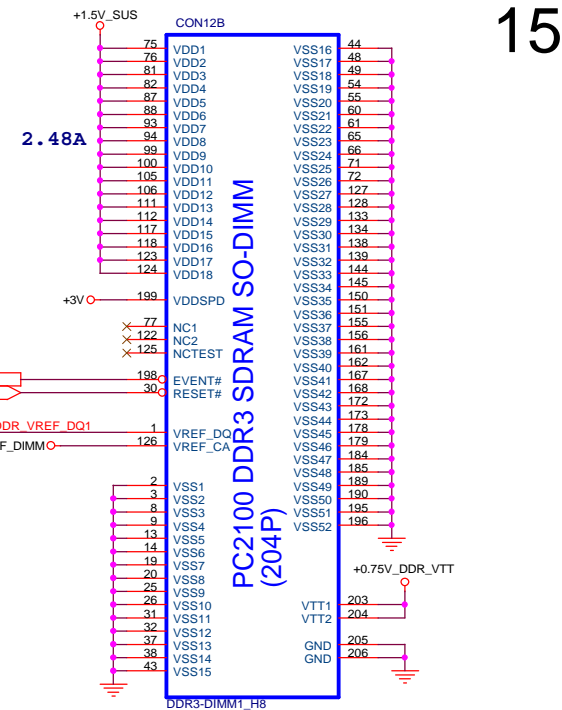 15
+1.5V_SUS
CON12B
75 VDD1 VSS16 44
76 VDD2 VSS17 48
81 VDD3 VSS18 49
82 VDD4 VSS19 54
87 VDD5 VSS20 55
88 VDD6 VSS21 60
93 VDD7 VSS22 61
2.48A
94 VDD8 VSS23 65
99 VDD9 VSS24 66
100 VDD10 VSS25 71
105 VDD11 VSS26 72
106 VDD12 VSS27 127
111 VDD13 VSS28 128
112 VDD14 VSS29 133
117 VDD15 VSS30 134
118 VDD16 VSS31 138
123 VDD17 VSS32 139
124 VDD18 VSS33 144
VSS34 145
+3V 199 VDDSPD VSS35 150
VSS36 151
77 NC1 VSS37 155
122 NC2 VSS38 156
125 NCTEST VSS39 161
VSS40 162
198 EVENT# VSS41 167
30 RESET# VSS42 168
VSS43 172
VSS44 173
DDR_VREF_DQ1 1 VREF_DQ VSS45 178
F_DIMM 126 VREF_CA VSS46 179
VSS47 184
VSS48 185
2 VSS1 VSS49 189
3 VSS2 VSS50 190
8 VSS3 VSS51 195
9 VSS4 VSS52 196
13 VSS5
14 VSS6
19 VSS7
20 VSS8
25 VSS9
26 VSS10
31 VSS11
32 VSS12
37 VSS13
38 VSS14
43 VSS15
PC2100 DDR3 SDRAM SO-DIMM
(204P)
+0.75V_DDR_VTT
VTT1 203
VTT2 204
GND 205
GND 206
DDR3-DIMM1_H8